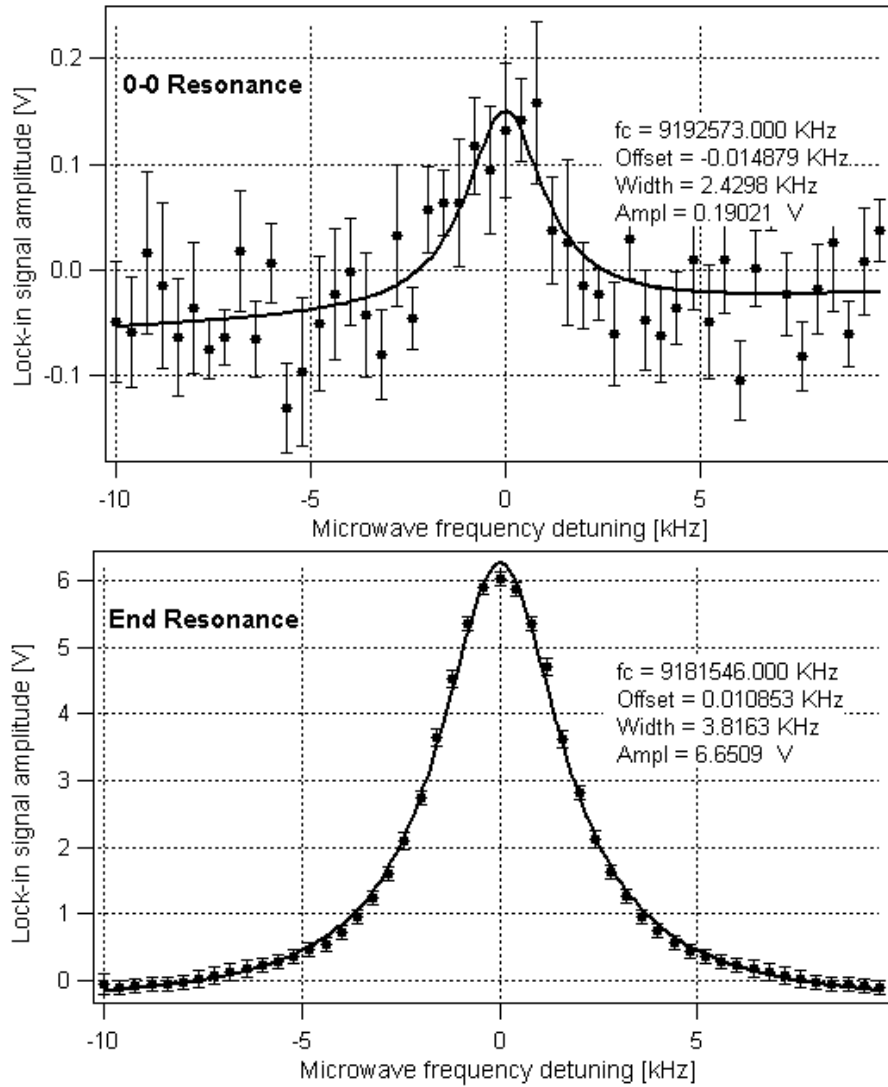 0.2
0.1
0.0
-0.1
Lock-in signal amplitude [V]
0-0 Resonance
fc = 9192573.000 KHz
Offset = -0.014879 KHz
Width = 2.4298 KHz
Ampl = 0.19021 V
-10 -5 0 5
Microwave frequency detuning [kHz]
6
5
4
3
2
1
0
Lock-in signal amplitude [V]
End Resonance
fc = 9181546.000 KHz
Offset = 0.010853 KHz
Width = 3.8163 KHz
Ampl = 6.6509 V
-10 -5 0 5
Microwave frequency detuning [kHz]